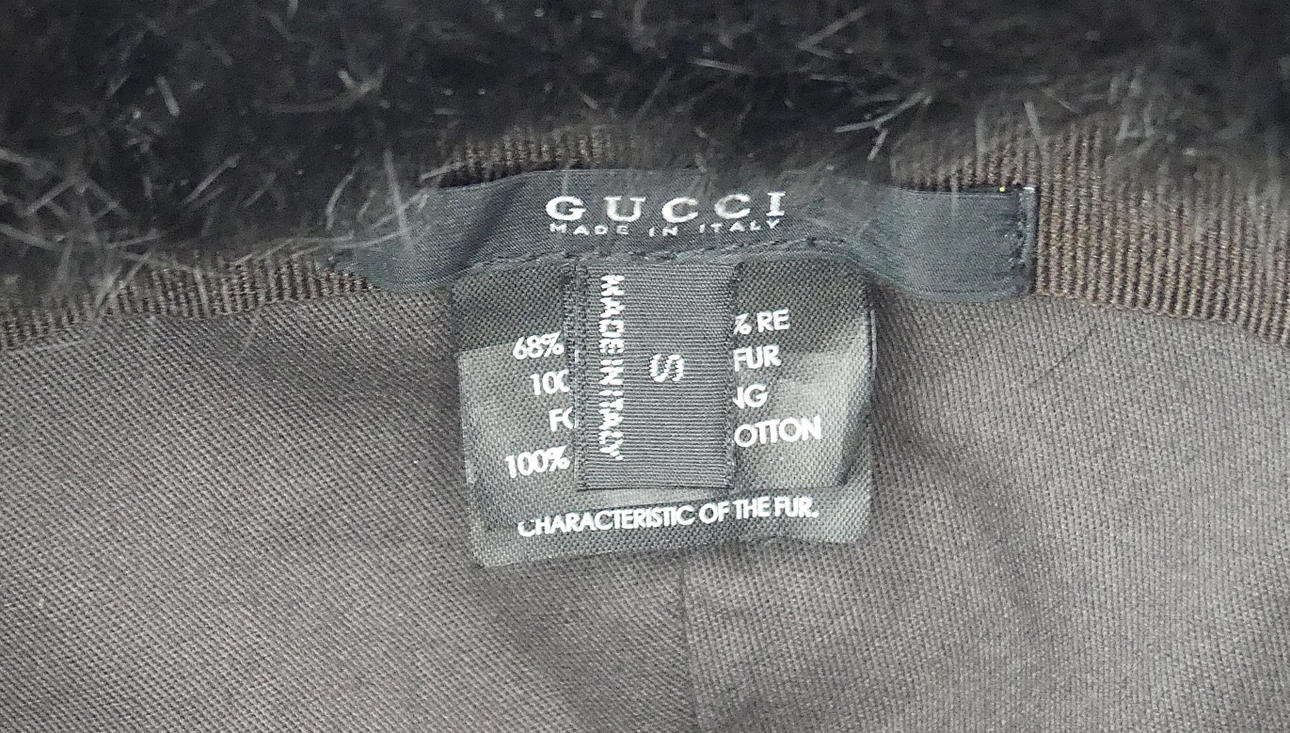 GUCCI
MADE IN ITALY
MADE IN ITALY
S
68% % RE
100 FUR
FO NG
100% OTTON
CHARACTERISTIC OF THE FUR.